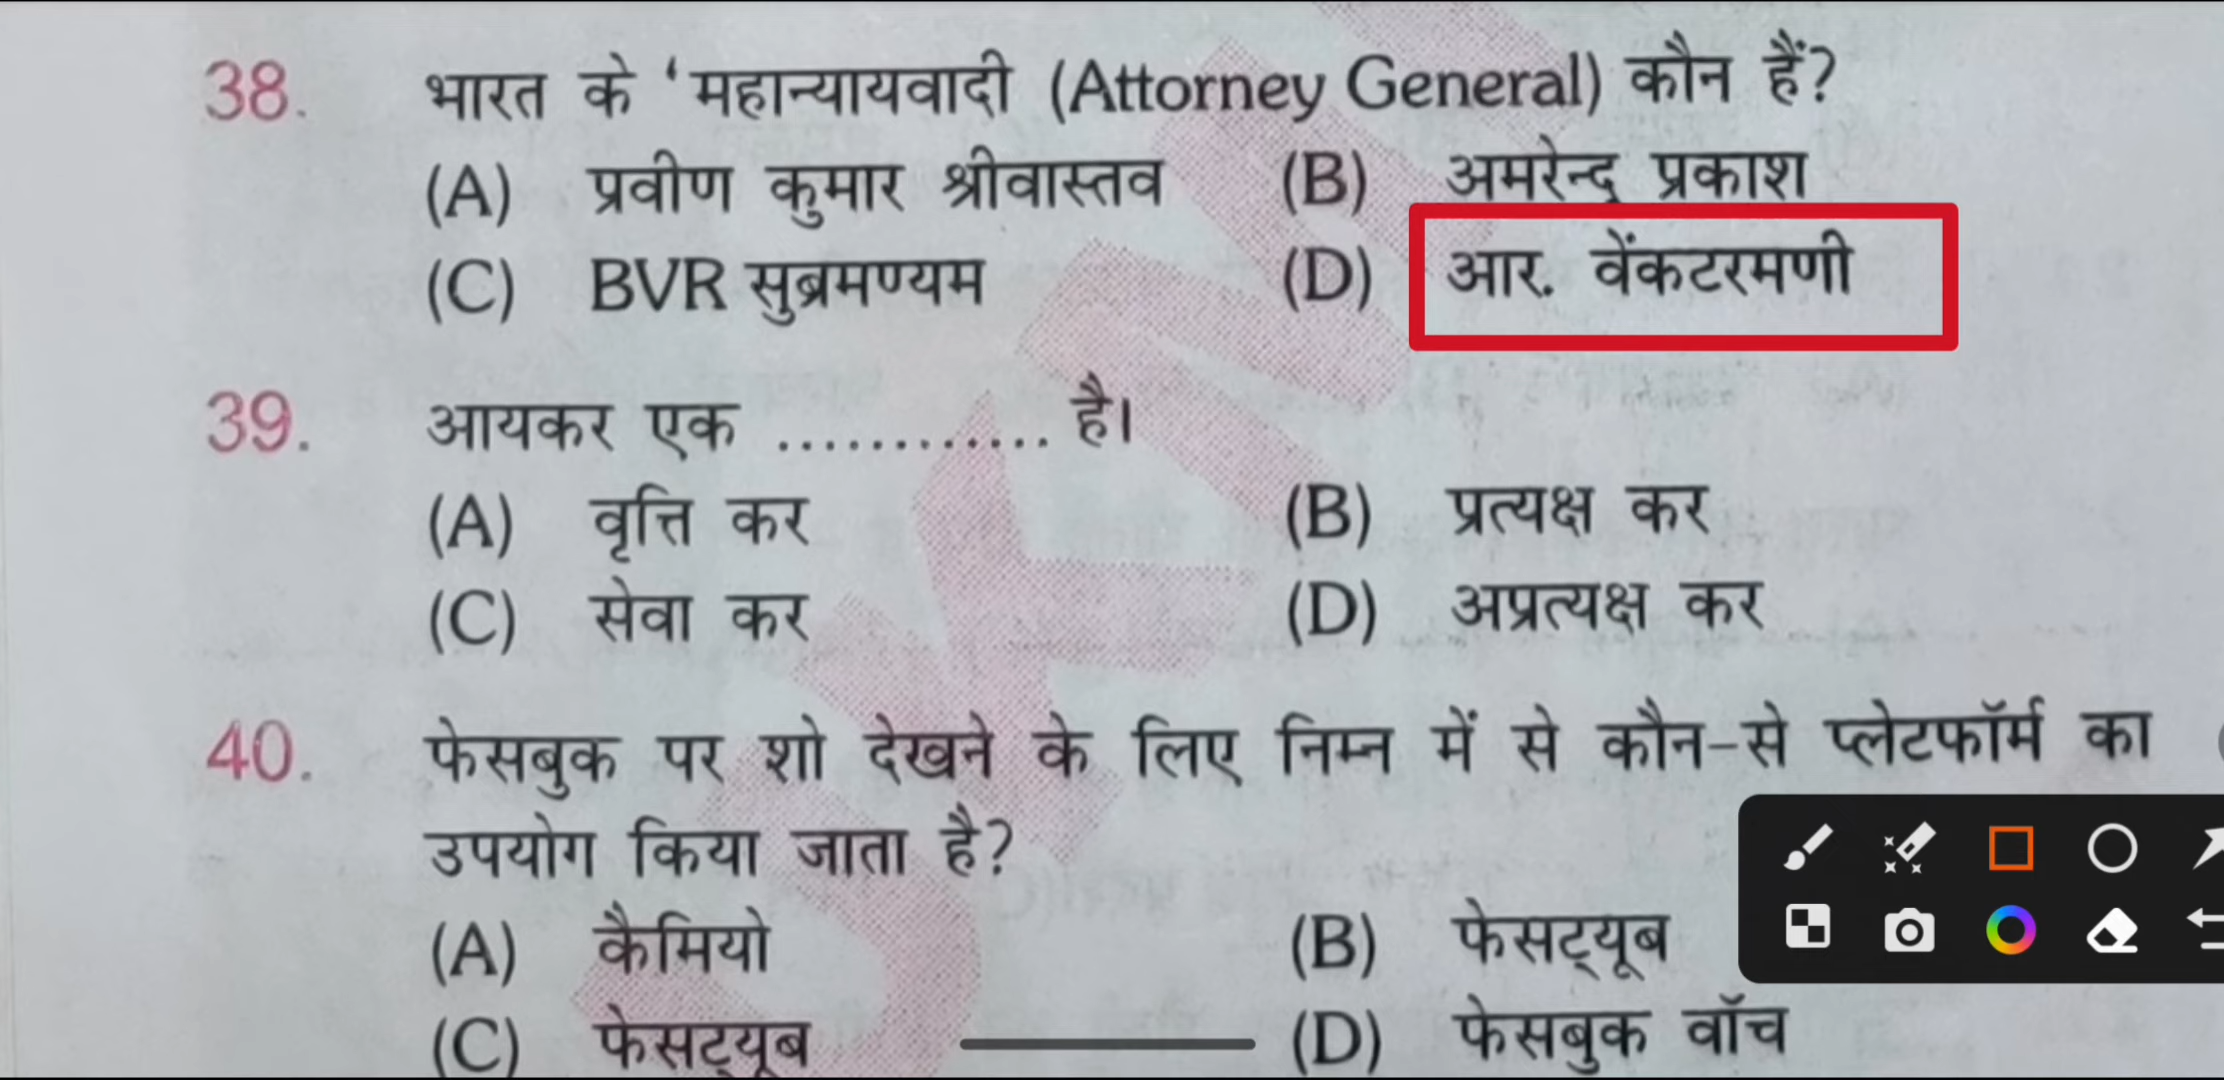 38. भारत के ‘महान्यायवादी (Attorney General) कौन हैं?
(A) प्रवीण कुमार श्रीवास्तव (B) अमरेन्द्र प्रकाश
(C) BVR सुब्रमण्यम (D) आर. वेंकटरमणी
39. आयकर एक ............ है।
(A) वृत्ति कर (B) प्रत्यक्ष कर
(C) सेवा कर (D) अप्रत्यक्ष कर
40. फेसबुक पर शो देखने के लिए निम्न में से कौन-से प्लेटफॉर्म का
उपयोग किया जाता है?
(A) कैमियो (B) फेसट्यूब
(C) फेसट्यूब (D) फेसबुक वॉच